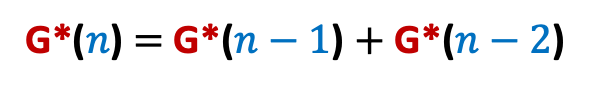 G*(n) = G*(n − 1) + G*(n − 2)